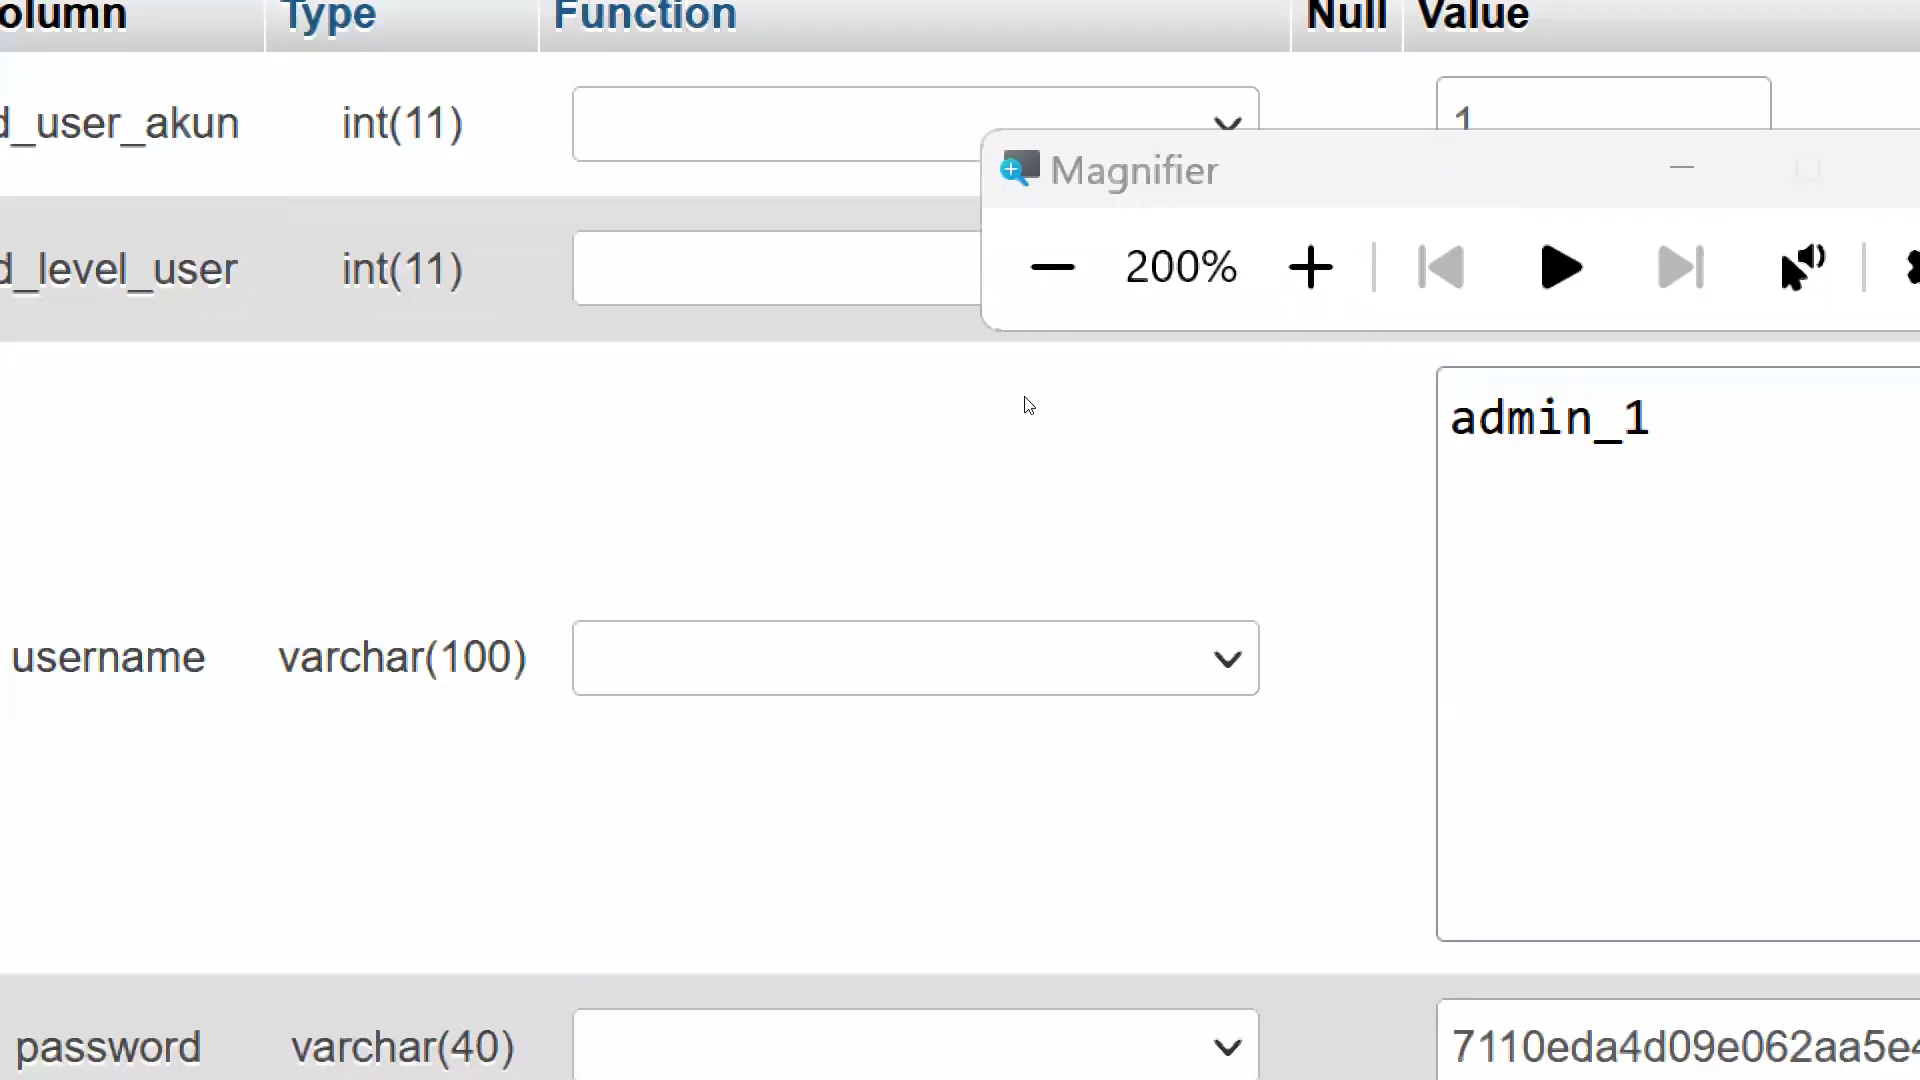 olumn Type Function Null Value
d_user_akun int(11) 1
Magnifier
d_level_user int(11) 200%
admin_1
username varchar(100)
password varchar(40) 7110eda4d09e062aa5e4